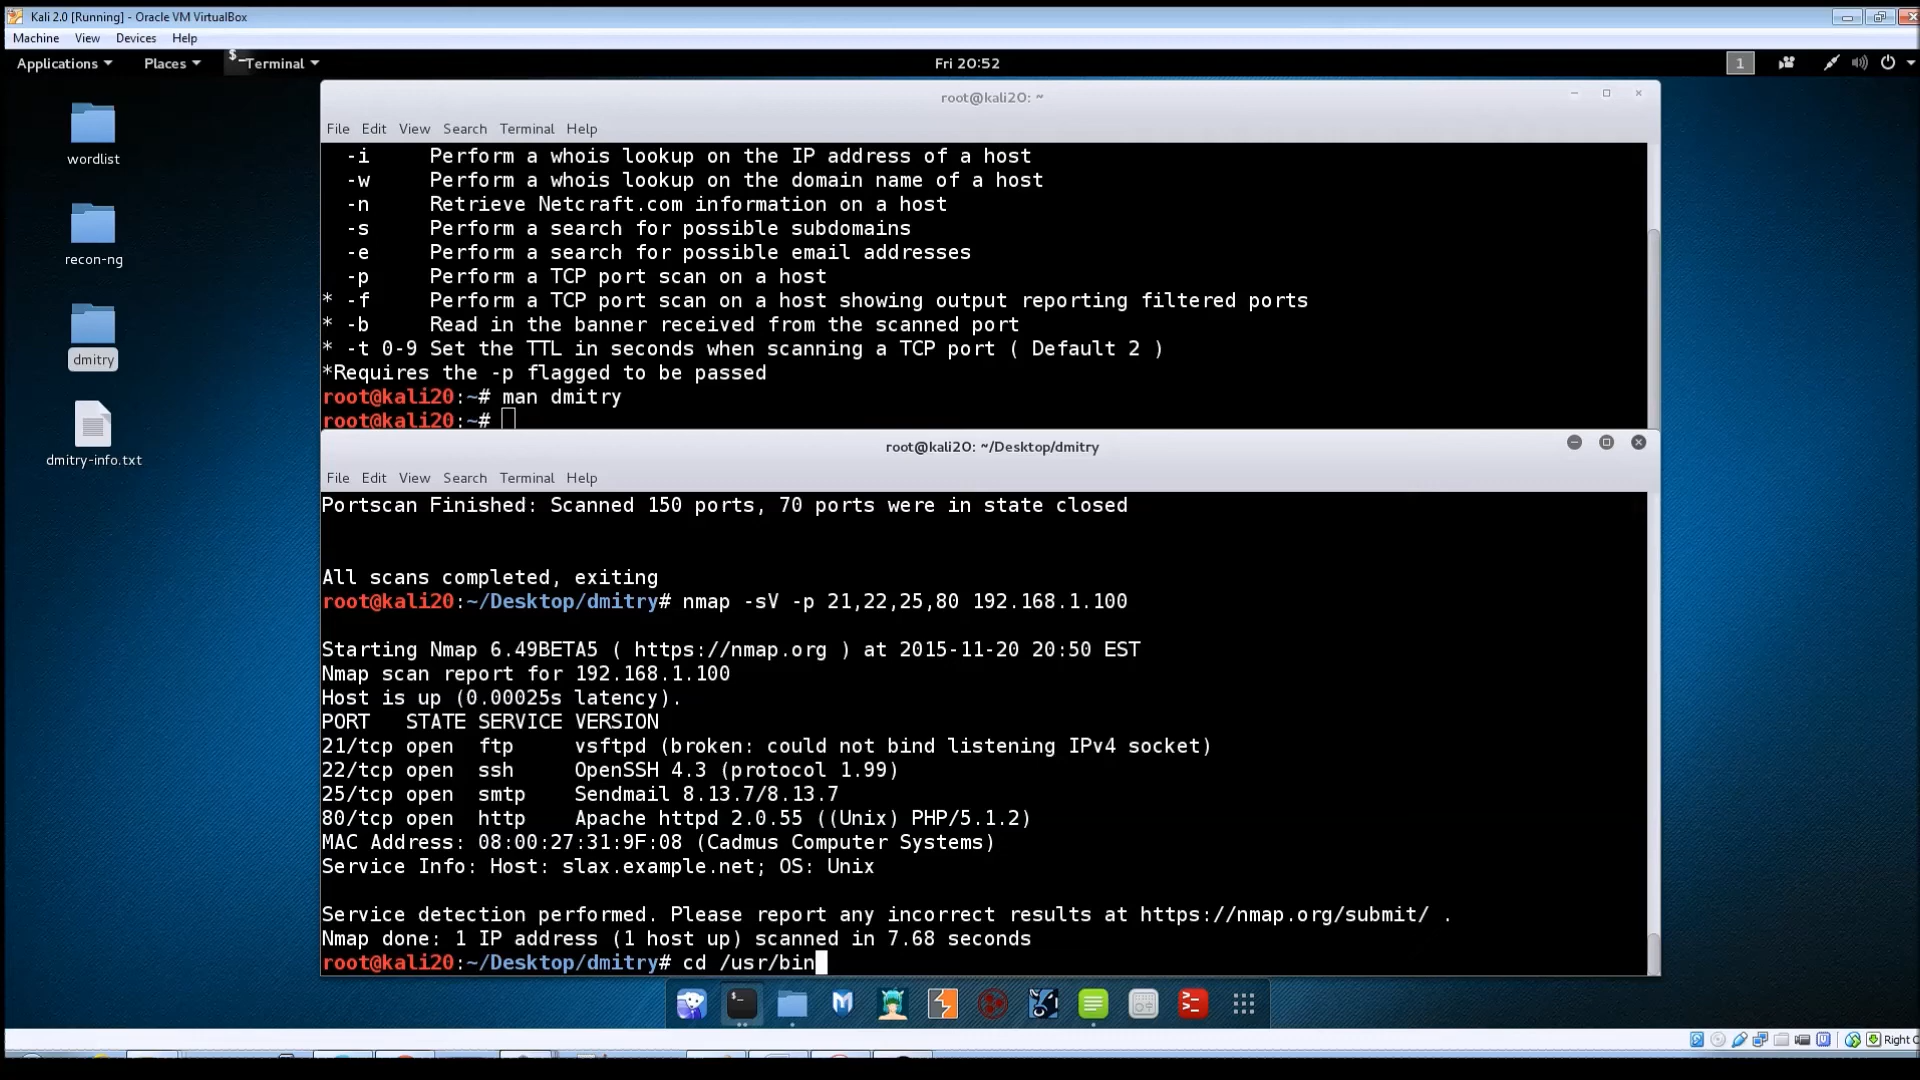 Kali 2.0 [Running] - Oracle VM VirtualBox
Machine View Devices Help
Applications Places Terminal Fri 20:52 1
wordlist
recon-ng
dmitry
dmitry-info.txt
root@kali20: ~
File Edit View Search Terminal Help
-i Perform a whois lookup on the IP address of a host
-w Perform a whois lookup on the domain name of a host
-n Retrieve Netcraft.com information on a host
-s Perform a search for possible subdomains
-e Perform a search for possible email addresses
-p Perform a TCP port scan on a host
* -f Perform a TCP port scan on a host showing output reporting filtered ports
* -b Read in the banner received from the scanned port
* -t 0-9 Set the TTL in seconds when scanning a TCP port ( Default 2 )
*Requires the -p flagged to be passed
root@kali20:~# man dmitry
root@kali20:~#
root@kali20: ~/Desktop/dmitry
File Edit View Search Terminal Help
Portscan Finished: Scanned 150 ports, 70 ports were in state closed
All scans completed, exiting
root@kali20:~/Desktop/dmitry# nmap -sV -p 21,22,25,80 192.168.1.100
Starting Nmap 6.49BETA5 ( https://nmap.org ) at 2015-11-20 20:50 EST
Nmap scan report for 192.168.1.100
Host is up (0.00025s latency).
PORT STATE SERVICE VERSION
21/tcp open ftp vsftpd (broken: could not bind listening IPv4 socket)
22/tcp open ssh OpenSSH 4.3 (protocol 1.99)
25/tcp open smtp Sendmail 8.13.7/8.13.7
80/tcp open http Apache httpd 2.0.55 ((Unix) PHP/5.1.2)
MAC Address: 08:00:27:31:9F:08 (Cadmus Computer Systems)
Service Info: Host: slax.example.net; OS: Unix
Service detection performed. Please report any incorrect results at https://nmap.org/submit/ .
Nmap done: 1 IP address (1 host up) scanned in 7.68 seconds
root@kali20:~/Desktop/dmitry# cd /usr/bin
Right C